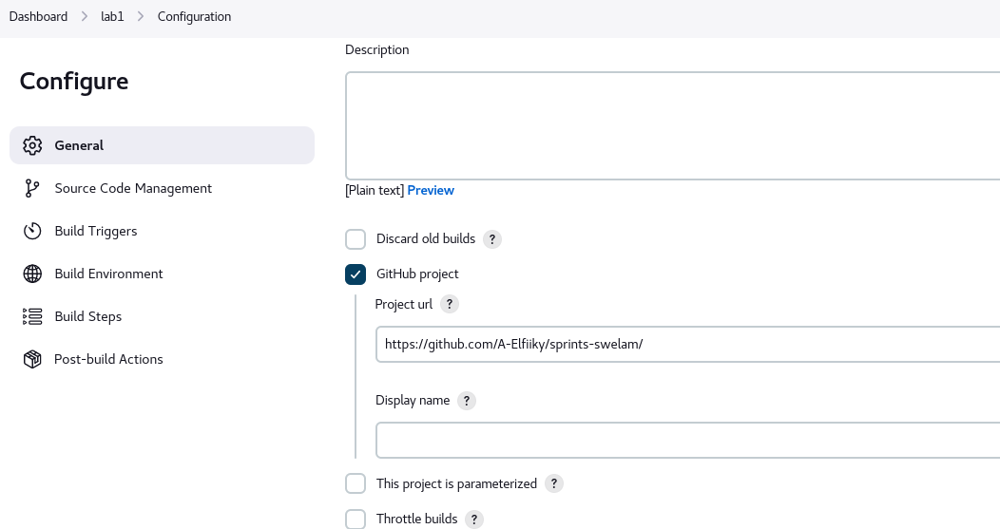 Dashboard > lab1 > Configuration
Configure
General
Source Code Management
Build Triggers
Build Environment
Build Steps
Post-build Actions
Description
[Plain text] Preview
Discard old builds ?
GitHub project
Project url ?
https://github.com/A-Elfiiky/sprints-swelam/
Display name ?
This project is parameterized ?
Throttle builds ?